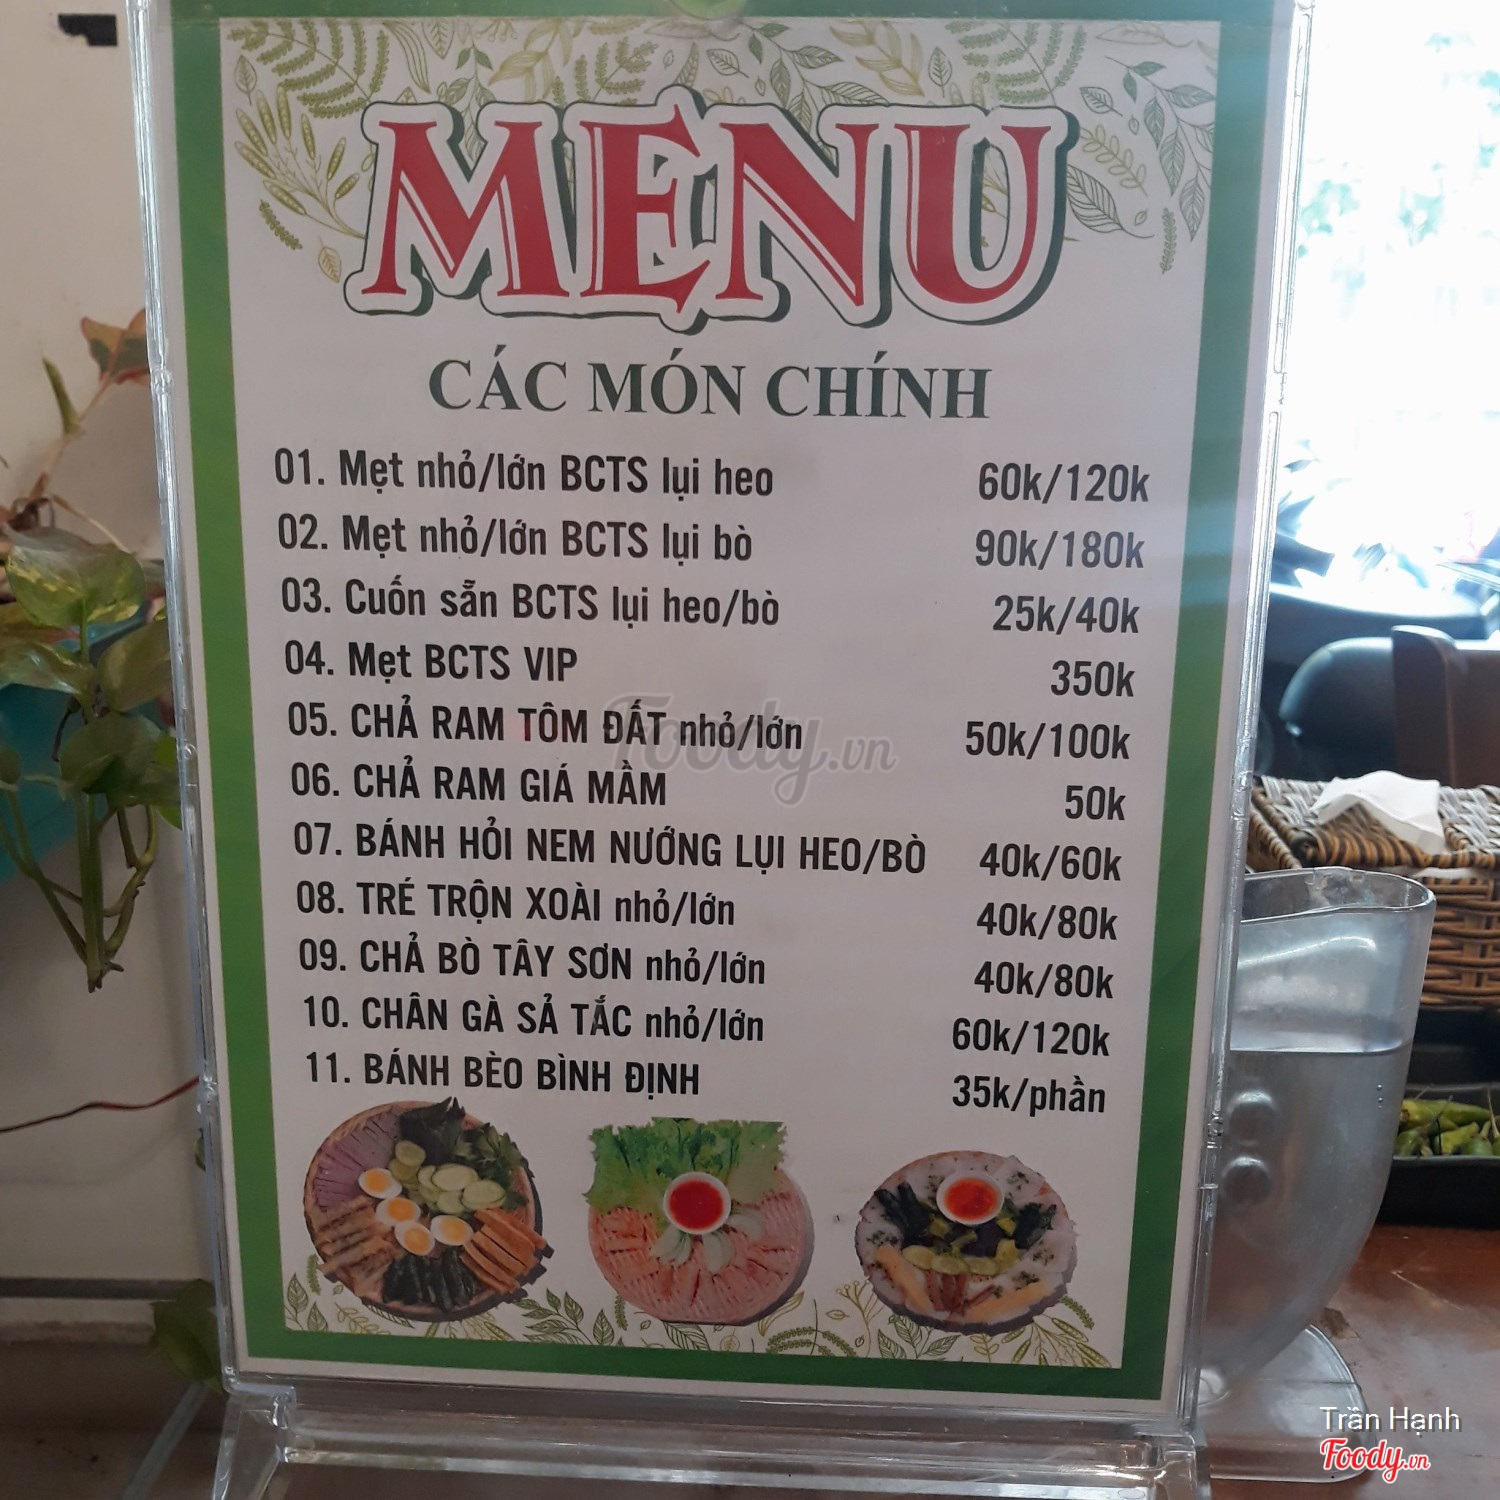 MENU
CÁC MÓN CHÍNH
01. Mẹt nhỏ/lớn BCTS lụi heo 60k/120k
02. Mẹt nhỏ/lớn BCTS lụi bò 90k/180k
03. Cuốn sẵn BCTS lụi heo/bò 25k/40k
04. Mẹt BCTS VIP 350k
05. CHẢ RAM TÔM ĐẤT nhỏ/lớn 50k/100k
06. CHẢ RAM GIÁ MẦM 50k
07. BÁNH HỎI NEM NƯỚNG LỤI HEO/BÒ 40k/60k
08. TRÉ TRỘN XOÀI nhỏ/lớn 40k/80k
09. CHẢ BÒ TÂY SƠN nhỏ/lớn 40k/80k
10. CHÂN GÀ SẢ TẮC nhỏ/lớn 60k/120k
11. BÁNH BÈO BÌNH ĐỊNH 35k/phần
Foody.vn
Trần Hạnh
Foody.vn